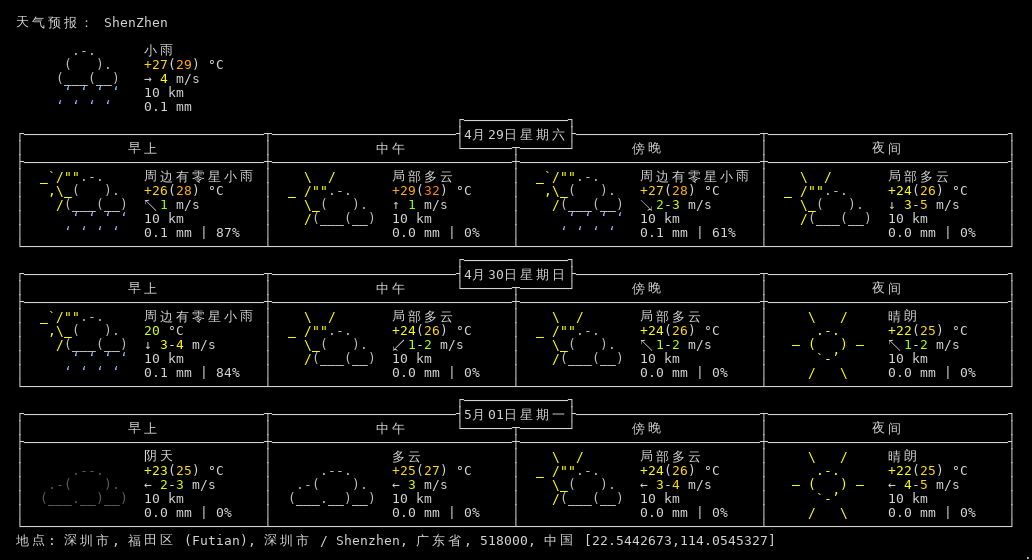 天气预报: ShenZhen
小雨
+27(29) °C
→ 4 m/s
10 km
0.1 mm
4月29日星期六
早上 中午 傍晚 夜间
周边有零星小雨 局部多云 周边有零星小雨 局部多云
+26(28) °C +29(32) °C +27(28) °C +24(26) °C
↖ 1 m/s ↑ 1 m/s ↘ 2-3 m/s ↓ 3-5 m/s
10 km 10 km 10 km 10 km
0.1 mm | 87% 0.0 mm | 0% 0.1 mm | 61% 0.0 mm | 0%
4月30日星期日
早上 中午 傍晚 夜间
周边有零星小雨 局部多云 局部多云 晴朗
20 °C +24(26) °C +24(26) °C +22(25) °C
↓ 3-4 m/s ↙ 1-2 m/s ↖ 1-2 m/s ↖ 1-2 m/s
10 km 10 km 10 km 10 km
0.1 mm | 84% 0.0 mm | 0% 0.0 mm | 0% 0.0 mm | 0%
5月01日星期一
早上 中午 傍晚 夜间
阴天 多云 局部多云 晴朗
+23(25) °C +25(27) °C +24(26) °C +22(25) °C
← 2-3 m/s ← 3 m/s ← 3-4 m/s ← 4-5 m/s
10 km 10 km 10 km 10 km
0.0 mm | 0% 0.0 mm | 0% 0.0 mm | 0% 0.0 mm | 0%
地点: 深圳市, 福田区 (Futian), 深圳市 / Shenzhen, 广东省, 518000, 中国 [22.5442673,114.0545327]